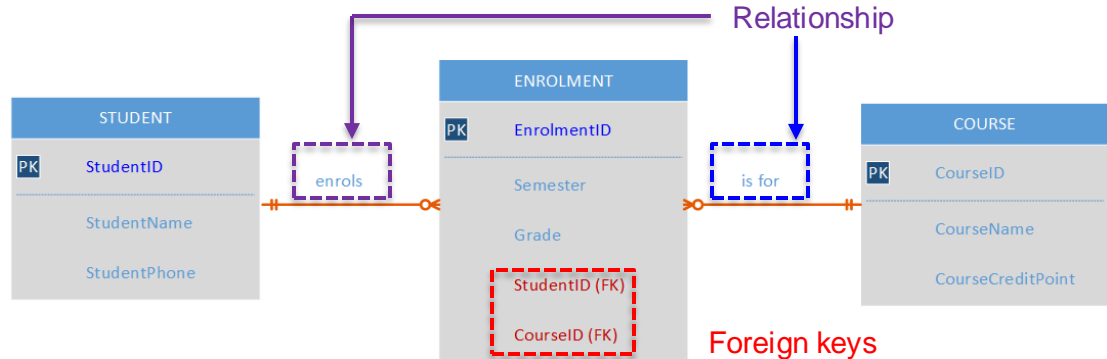 Relationship
STUDENT
PK StudentID
StudentName
StudentPhone
enrols
ENROLMENT
PK EnrolmentID
Semester
Grade
StudentID (FK)
CourseID (FK)
is for
COURSE
PK CourseID
CourseName
CourseCreditPoint
Foreign keys